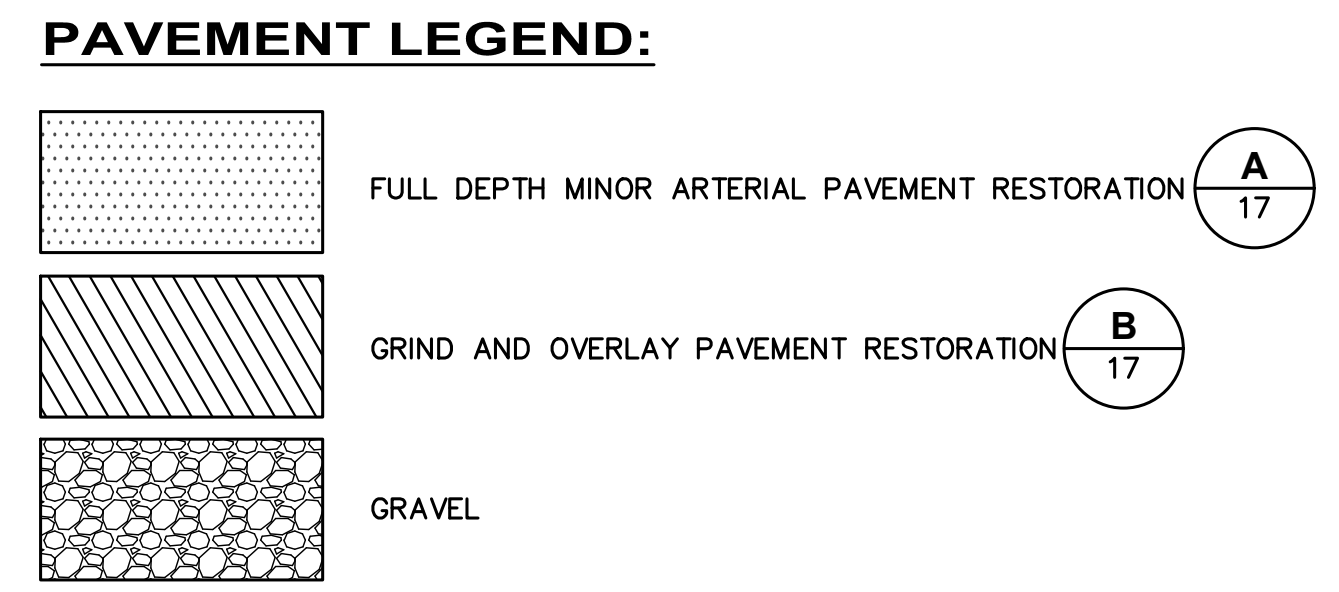 PAVEMENT LEGEND:
FULL DEPTH MINOR ARTERIAL PAVEMENT RESTORATION
A
17
GRIND AND OVERLAY PAVEMENT RESTORATION
B
17
GRAVEL